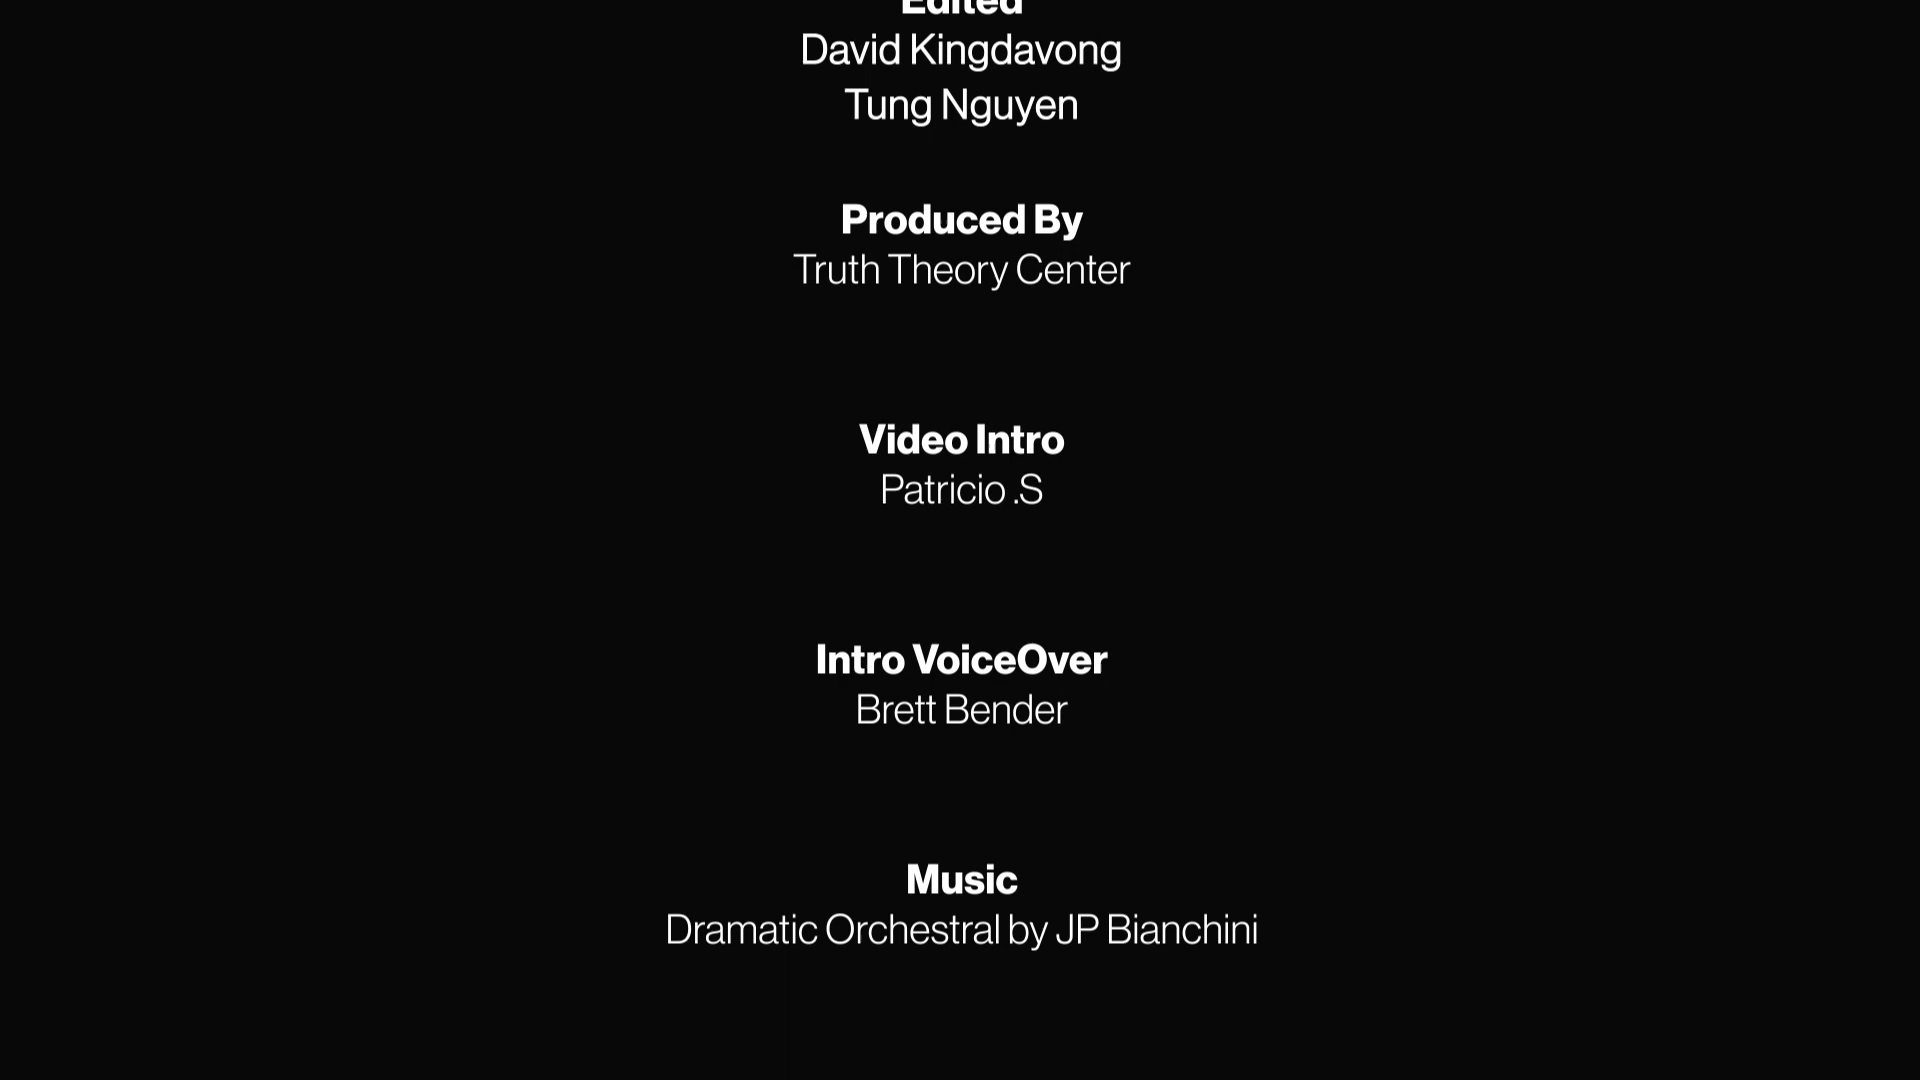 Edited
David Kingdavong
Tung Nguyen
Produced By
Truth Theory Center
Video Intro
Patricio .S
Intro VoiceOver
Brett Bender
Music
Dramatic Orchestral by JP Bianchini